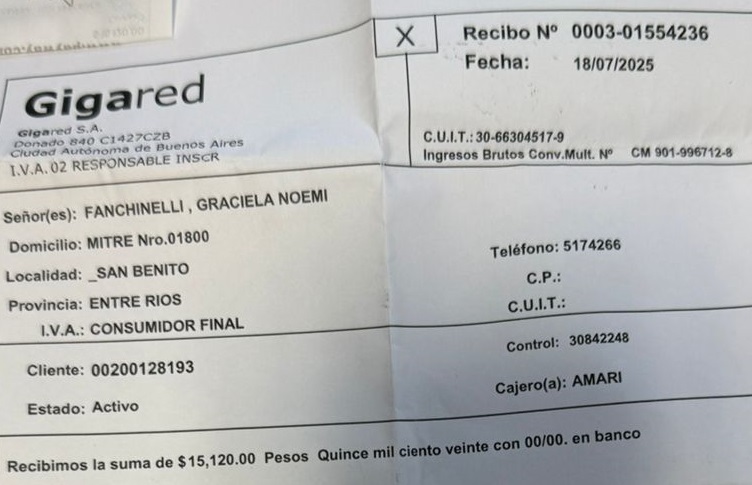 X
Recibo Nº 0003-01554236
Fecha: 18/07/2025
Gigared
Gigared S.A.
Donado 840 C1427CZB
Ciudad Autónoma de Buenos Aires
I.V.A. 02 RESPONSABLE INSCR
C.U.I.T.: 30-66304517-9
Ingresos Brutos Conv.Mult. Nº CM 901-996712-8
Señor(es): FANCHINELLI , GRACIELA NOEMI
Domicilio: MITRE Nro.01800
Localidad: _SAN BENITO
Provincia: ENTRE RIOS
I.V.A.: CONSUMIDOR FINAL
Teléfono: 5174266
C.P.:
C.U.I.T.:
Cliente: 00200128193
Estado: Activo
Control: 30842248
Cajero(a): AMARI
Recibimos la suma de $15,120.00 Pesos Quince mil ciento veinte con 00/00. en banco